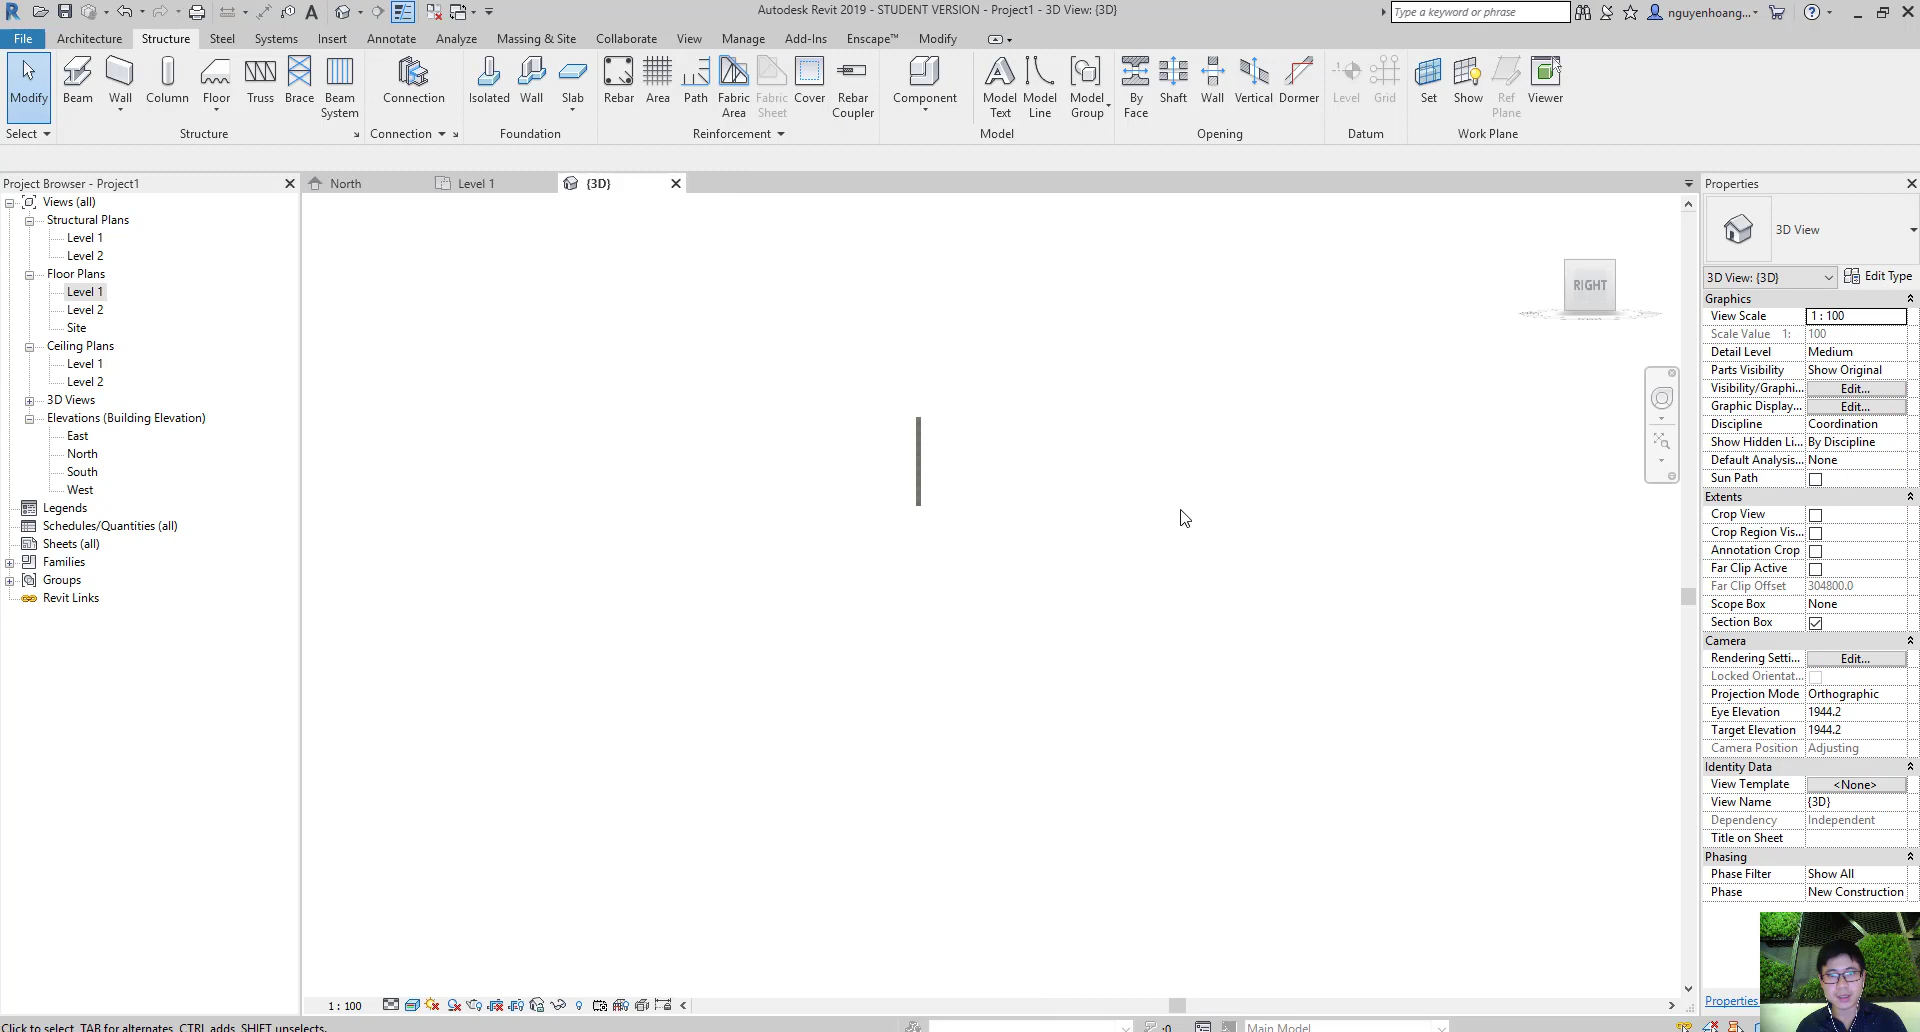 Autodesk Revit 2019 - STUDENT VERSION - Project1 - 3D View: {3D}
Type a keyword or phrase
nguyenhoang...
File Architecture Structure Steel Systems Insert Annotate Analyze Massing & Site Collaborate View Manage Add-Ins Enscape™ Modify
Modify Beam Wall Column Floor Truss Brace Beam System Connection Isolated Wall Slab Rebar Area Path Fabric Area Fabric Sheet Cover Rebar Coupler Component Model Text Model Line Model Group By Face Shaft Wall Vertical Dormer Level Grid Set Show Ref Plane Viewer
Select Structure Connection Foundation Reinforcement Model Opening Datum Work Plane
Project Browser - Project1
North Level 1 {3D}
Properties
Views (all)
Structural Plans
Level 1
Level 2
Floor Plans
Level 1
Level 2
Site
Ceiling Plans
Level 1
Level 2
3D Views
Elevations (Building Elevation)
East
North
South
West
Legends
Schedules/Quantities (all)
Sheets (all)
Families
Groups
Revit Links
RIGHT
3D View
3D View: {3D} Edit Type
Graphics
View Scale 1 : 100
Scale Value 1: 100
Detail Level Medium
Parts Visibility Show Original
Visibility/Graphi... Edit...
Graphic Display... Edit...
Discipline Coordination
Show Hidden Li... By Discipline
Default Analysis... None
Sun Path
Extents
Crop View
Crop Region Vis...
Annotation Crop
Far Clip Active
Far Clip Offset 304800.0
Scope Box None
Section Box
Camera
Rendering Setti... Edit...
Locked Orientat...
Projection Mode Orthographic
Eye Elevation 1944.2
Target Elevation 1944.2
Camera Position Adjusting
Identity Data
View Template <None>
View Name {3D}
Dependency Independent
Title on Sheet
Phasing
Phase Filter Show All
Phase New Construction
Properties
1 : 100
Click to select, TAB for alternates, CTRL adds, SHIFT unselects.
:0
Main Model